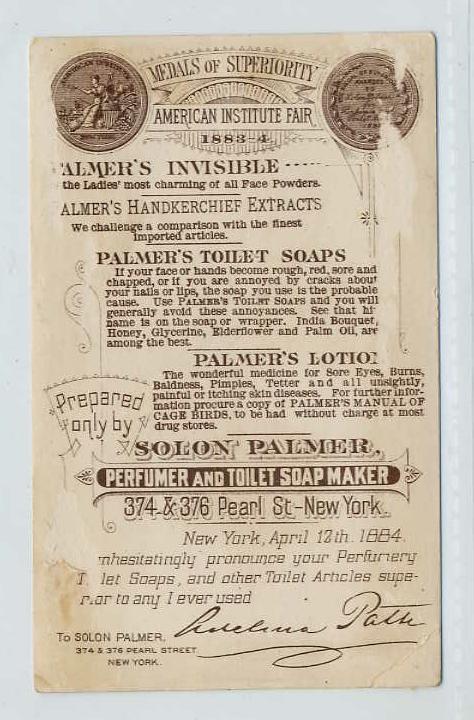 MEDALS OF SUPERIORITY
AMERICAN INSTITUTE FAIR
1883-4
ALMER'S INVISIBLE
the Ladies' most charming of all Face Powders.
ALMER'S HANDKERCHIEF EXTRACTS
We challenge a comparison with the finest
imported articles.
PALMER'S TOILET SOAPS
If your face or hands become rough, red, sore and
chapped, or if you are annoyed by cracks about
your nails or lips, the soap you use is the probable
cause. Use PALMER'S TOILET SOAPS and you will
generally avoid these annoyances. See that hi
name is on the soap or wrapper. India Bouquet,
Honey, Glycerine, Elderflower and Palm Oil, are
among the best.
PALMER'S LOTIO
The wonderful medicine for Sore Eyes, Burns,
Baldness, Pimples, Tetter and all unsightly,
painful or itching skin diseases. For further infor-
mation procure a copy of PALMER'S MANUAL OF
CAGE BIRDS, to be had without charge at most
drug stores.
Prepared
only by
SOLON PALMER,
PERFUMER AND TOILET SOAP MAKER
374 & 376 Pearl St-New York.
New York, April 12th. 1884.
nhesitatingly pronounce your Perfumery
T let Soaps, and other Toilet Articles supe-
rior to any I ever used
Adelina Patti
To SOLON PALMER,
374 & 376 PEARL STREET
NEW YORK.